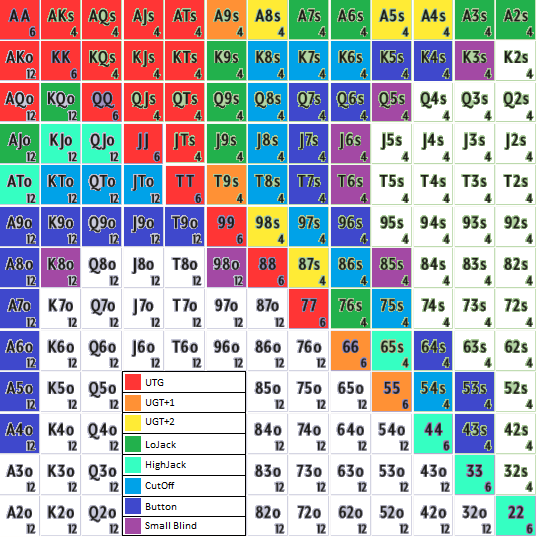 AA 6 AKs 4 AQs 4 AJs 4 ATs 4 A9s 4 A8s 4 A7s 4 A6s 4 A5s 4 A4s 4 A3s 4 A2s 4
AKo 12 KK 6 KQs 4 KJs 4 KTs 4 K9s 4 K8s 4 K7s 4 K6s 4 K5s 4 K4s 4 K3s 4 K2s 4
AQo 12 KQo 12 QQ 6 QJs 4 QTs 4 Q9s 4 Q8s 4 Q7s 4 Q6s 4 Q5s 4 Q4s 4 Q3s 4 Q2s 4
AJo 12 KJo 12 QJo 12 JJ 6 JTs 4 J9s 4 J8s 4 J7s 4 J6s 4 J5s 4 J4s 4 J3s 4 J2s 4
ATo 12 KTo 12 QTo 12 JTo 12 TT 6 T9s 4 T8s 4 T7s 4 T6s 4 T5s 4 T4s 4 T3s 4 T2s 4
A9o 12 K9o 12 Q9o 12 J9o 12 T9o 12 99 6 98s 4 97s 4 96s 4 95s 4 94s 4 93s 4 92s 4
A8o 12 K8o 12 Q8o 12 J8o 12 T8o 12 98o 12 88 6 87s 4 86s 4 85s 4 84s 4 83s 4 82s 4
A7o 12 K7o 12 Q7o 12 J7o 12 T7o 12 97o 12 87o 12 77 6 76s 4 75s 4 74s 4 73s 4 72s 4
A6o 12 K6o 12 Q6o 12 J6o 12 T6o 12 96o 12 86o 12 76o 12 66 6 65s 4 64s 4 63s 4 62s 4
A5o 12 K5o 12 Q5o 12 85o 12 75o 12 65o 12 55 6 54s 4 53s 4 52s 4
A4o 12 K4o 12 Q4o 12 84o 12 74o 12 64o 12 54o 12 44 6 43s 4 42s 4
A3o 12 K3o 12 Q3o 12 83o 12 73o 12 63o 12 53o 12 43o 12 33 6 32s 4
A2o 12 K2o 12 Q2o 12 82o 12 72o 12 62o 12 52o 12 42o 12 32o 12 22 6
UTG
UGT+1
UGT+2
LoJack
HighJack
CutOff
Button
Small Blind